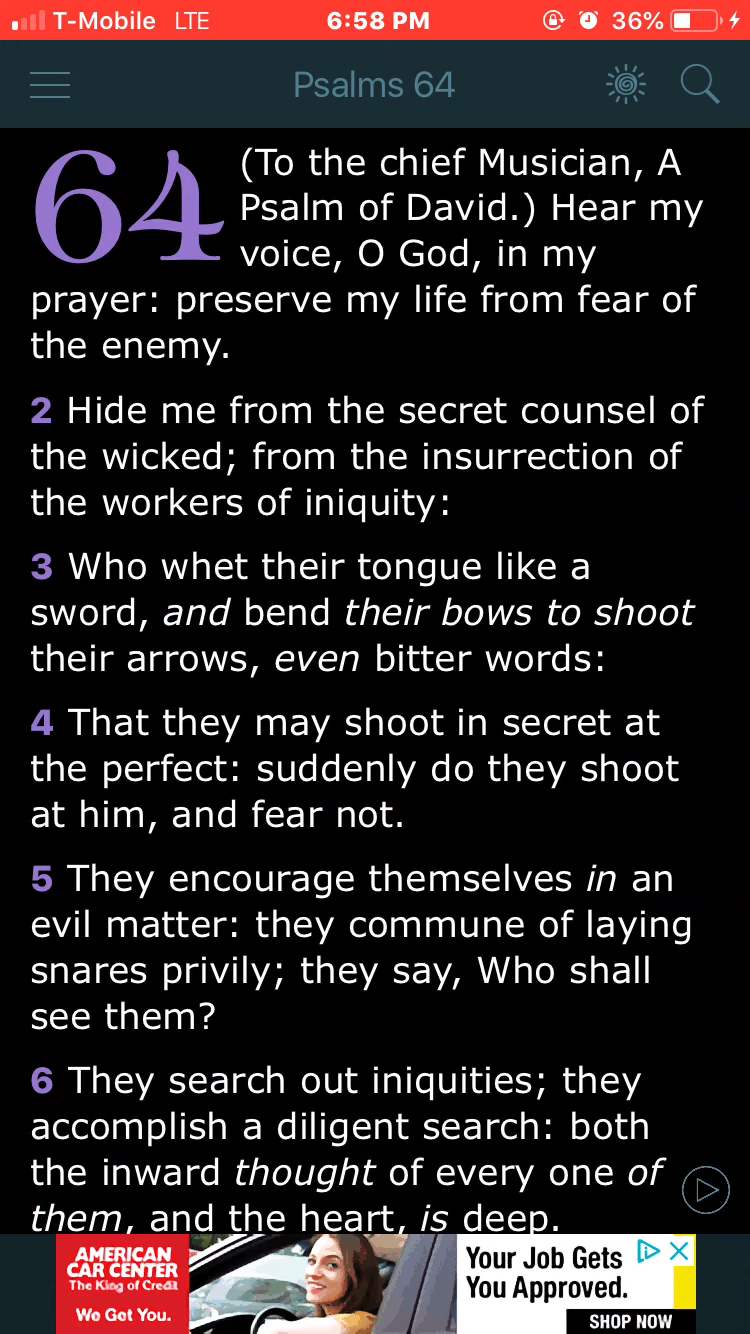 T-Mobile LTE 6:58 PM 36%
Psalms 64
64 (To the chief Musician, A
Psalm of David.) Hear my
voice, O God, in my
prayer: preserve my life from fear of
the enemy.
2 Hide me from the secret counsel of
the wicked; from the insurrection of
the workers of iniquity:
3 Who whet their tongue like a
sword, and bend their bows to shoot
their arrows, even bitter words:
4 That they may shoot in secret at
the perfect: suddenly do they shoot
at him, and fear not.
5 They encourage themselves in an
evil matter: they commune of laying
snares privily; they say, Who shall
see them?
6 They search out iniquities; they
accomplish a diligent search: both
the inward thought of every one of
them, and the heart, is deep.
AMERICAN
CAR CENTER
The King of Credit
We Get You.
Your Job Gets
You Approved.
SHOP NOW